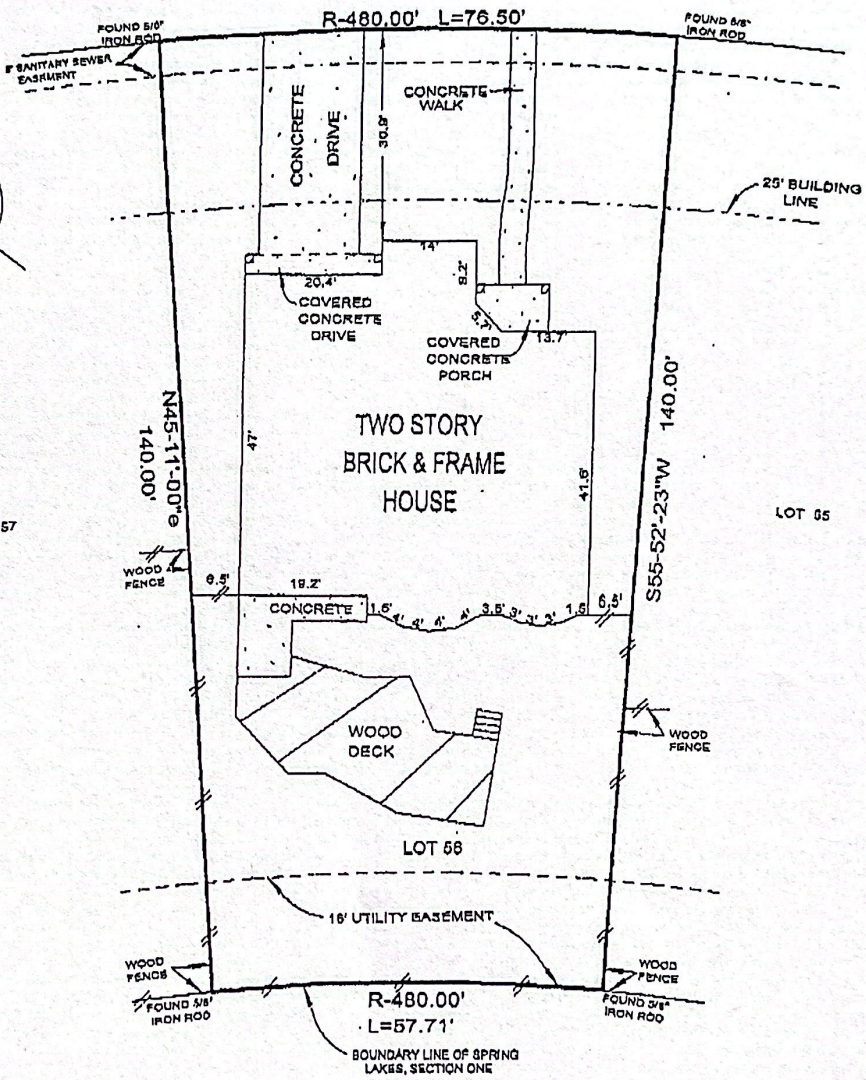 R-480.00' L=76.50'
FOUND 5/8"
IRON ROD
FOUND 5/8"
IRON ROD
SANITARY SEWER
EASEMENT
CONCRETE
DRIVE
30.9'
CONCRETE
WALK
25' BUILDING
LINE
14'
9.2'
20.4'
5.7'
13.7'
COVERED
CONCRETE
DRIVE
COVERED
CONCRETE
PORCH
TWO STORY
BRICK & FRAME
HOUSE
47'
41.6'
N45-11'-00"e
140.00'
S55-52'-23"W 140.00'
57
LOT 65
WOOD
FENCE
6.5'
19.2'
CONCRETE
1.5'
4'
4'
4'
4'
3.5'
3'
3'
3'
1.5
6.5'
WOOD
DECK
WOOD
FENCE
LOT 56
16' UTILITY EASEMENT
WOOD
FENCE
WOOD
FENCE
FOUND 5/8'
IRON ROD
R-480.00'
L=57.71'
FOUND 5/8"
IRON ROD
BOUNDARY LINE OF SPRING
LAKES, SECTION ONE